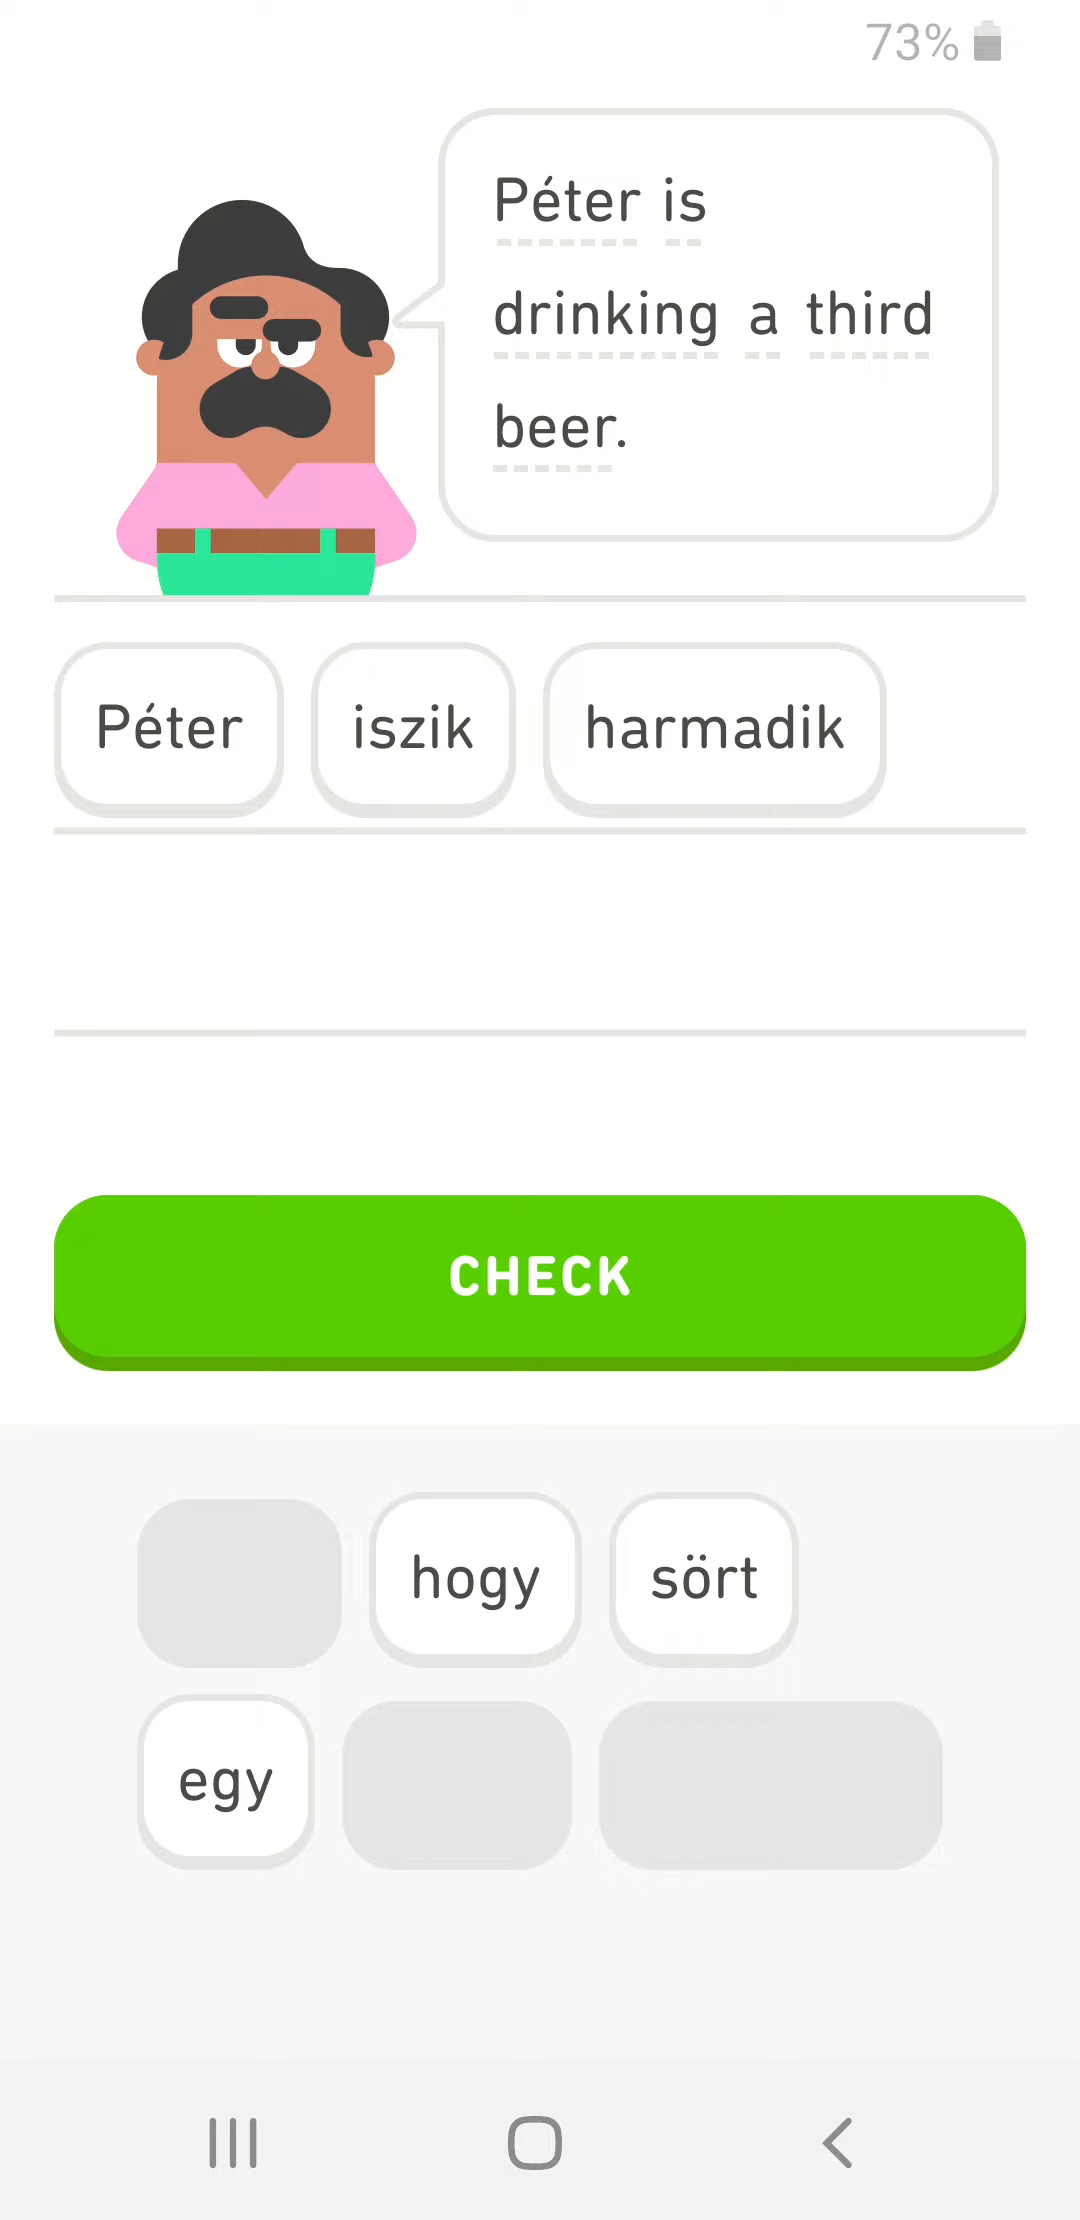 73%
Péter is
drinking a third
beer.
Péter iszik harmadik
CHECK
hogy sört
egy